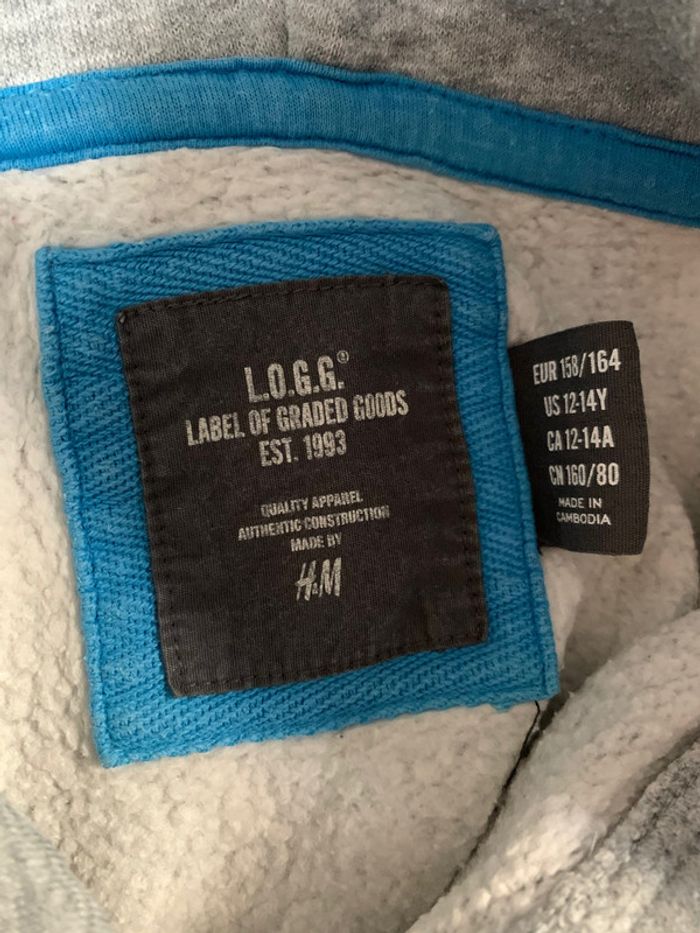 L.O.G.G.®
LABEL OF GRADED GOODS
EST. 1993
QUALITY APPAREL
AUTHENTIC CONSTRUCTION
MADE BY
H&M
EUR 158/164
US 12-14Y
CA 12-14A
CN 160/80
MADE IN
CAMBODIA